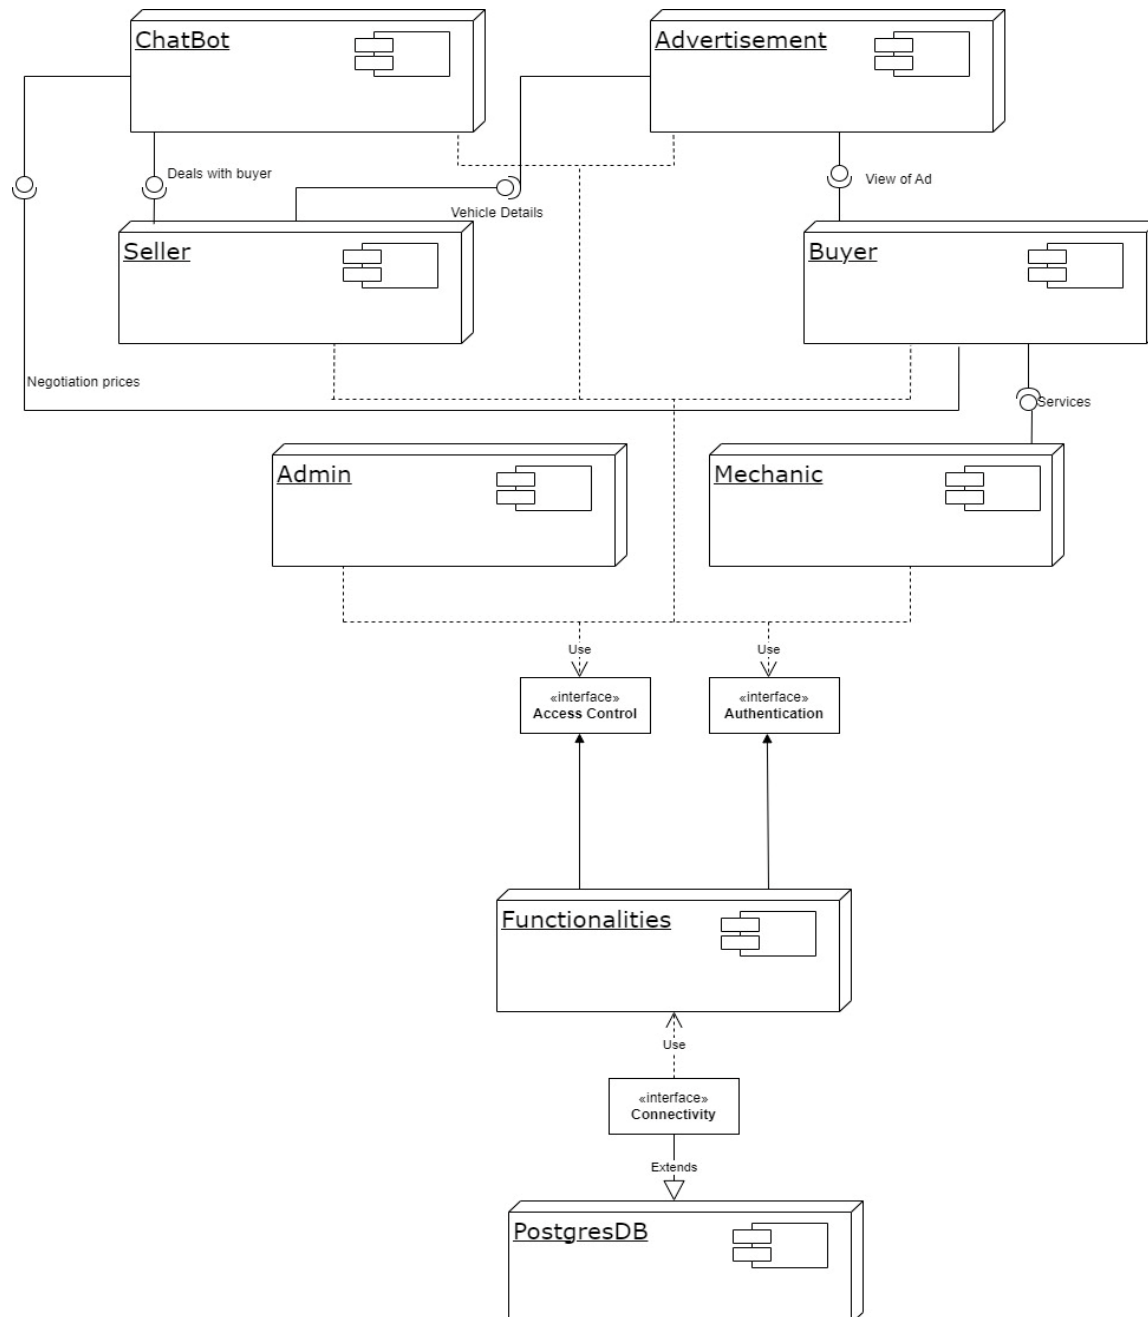 ChatBot
Advertisement
Deals with buyer
View of Ad
Vehicle Details
Seller
Buyer
Negotiation prices
Services
Admin
Mechanic
Use
Use
«interface»
Access Control
«interface»
Authentication
Functionalities
Use
«interface»
Connectivity
Extends
PostgresDB